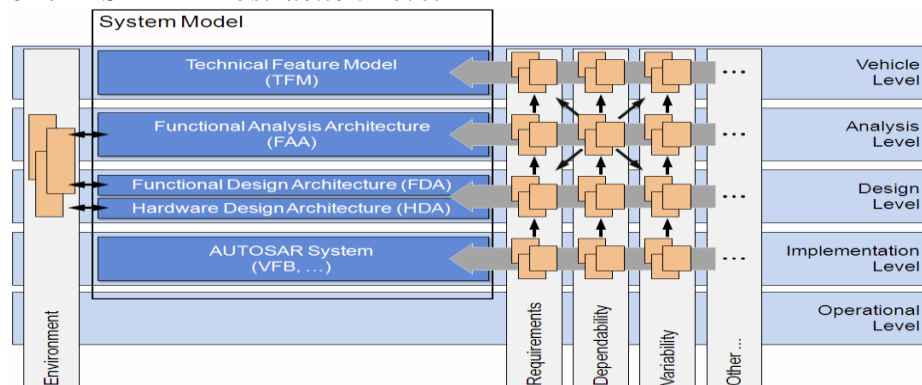 System Model
Technical Feature Model
(TFM)
Functional Analysis Architecture
(FAA)
Functional Design Architecture (FDA)
Hardware Design Architecture (HDA)
AUTOSAR System
(VFB, ...)
Environment
Requirements
Dependability
Variability
Other ...
...
...
...
...
Vehicle
Level
Analysis
Level
Design
Level
Implementation
Level
Operational
Level